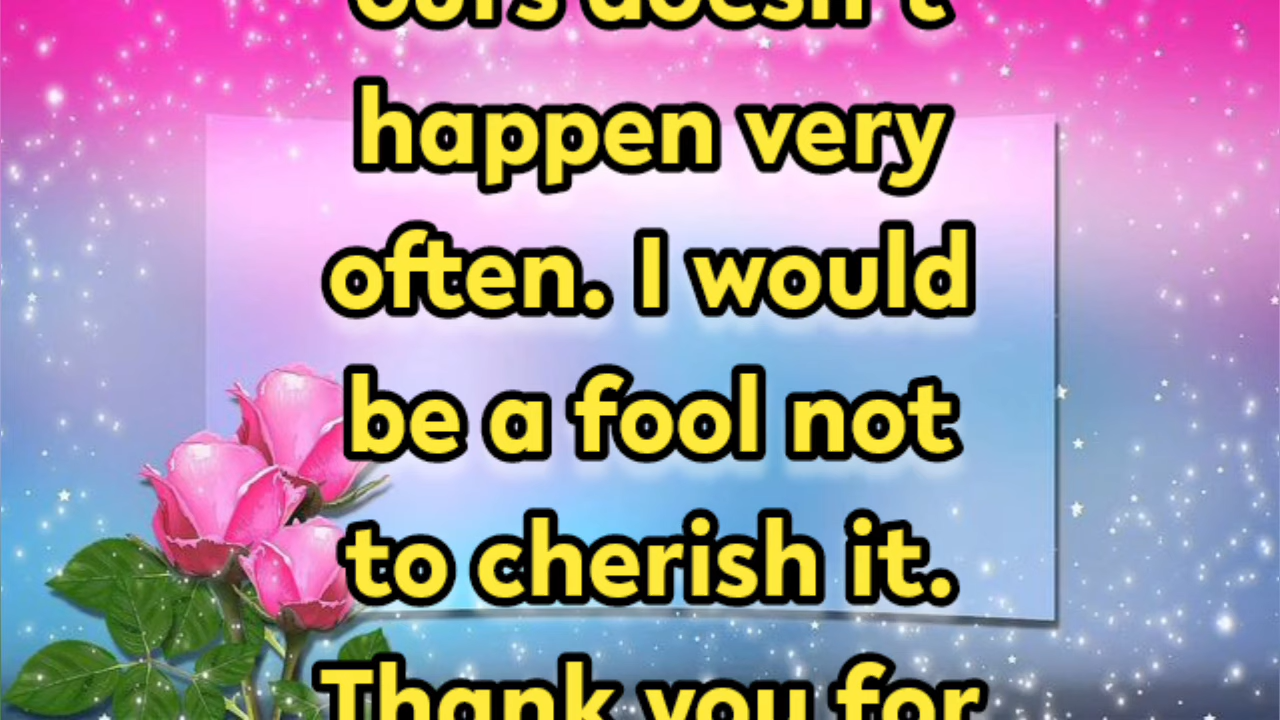 ours doesn't
happen very
often. I would
be a fool not
to cherish it.
Thank you for